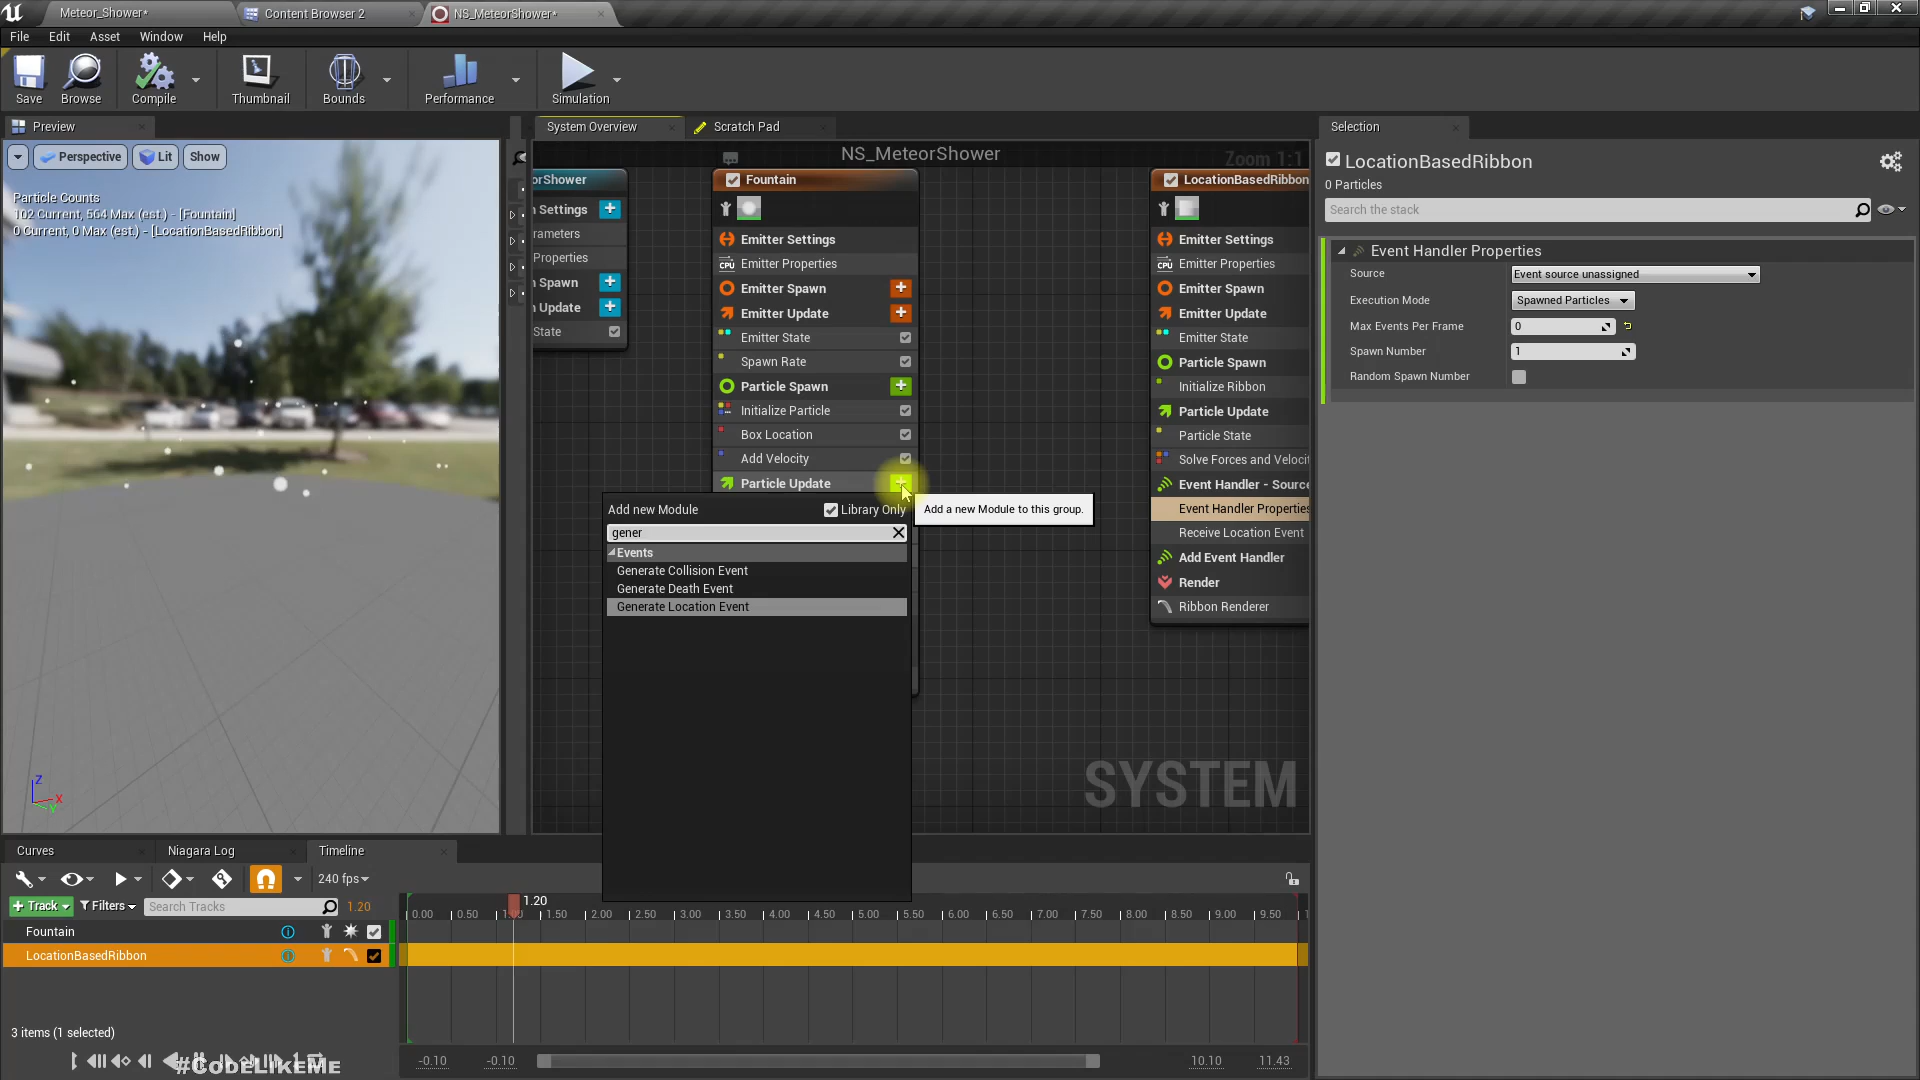 Meteor_Shower*
Content Browser 2
NS_MeteorShower*
File Edit Asset Window Help
Save
Browse
Compile
Thumbnail
Bounds
Performance
Simulation
Preview
System Overview
Scratch Pad
Selection
Perspective
Lit
Show
Particle Counts
102 Current, 564 Max (est.) - [Fountain]
0 Current, 0 Max (est.) - [LocationBasedRibbon]
NS_MeteorShower
Zoom 1:1
orShower
n Settings
rameters
Properties
n Spawn
n Update
State
Fountain
Emitter Settings
CPU Emitter Properties
Emitter Spawn
Emitter Update
Emitter State
Spawn Rate
Particle Spawn
Initialize Particle
Box Location
Add Velocity
Particle Update
Add new Module
Library Only
gener
Events
Generate Collision Event
Generate Death Event
Generate Location Event
Add a new Module to this group.
LocationBasedRibbon
Emitter Settings
CPU Emitter Properties
Emitter Spawn
Emitter Update
Emitter State
Particle Spawn
Initialize Ribbon
Particle Update
Particle State
Solve Forces and Velocit
Event Handler - Source
Event Handler Properties
Receive Location Event
Add Event Handler
Render
Ribbon Renderer
SYSTEM
LocationBasedRibbon
0 Particles
Search the stack
Event Handler Properties
Source Event source unassigned
Execution Mode Spawned Particles
Max Events Per Frame 0
Spawn Number 1
Random Spawn Number
Curves
Niagara Log
Timeline
240 fps
+ Track
Filters
Search Tracks
1.20
1.20
0.00 0.50 1.00 1.50 2.00 2.50 3.00 3.50 4.00 4.50 5.00 5.50 6.00 6.50 7.00 7.50 8.00 8.50 9.00 9.50 1
Fountain
LocationBasedRibbon
3 items (1 selected)
#CodeLikeMe
-0.10 -0.10 10.10 11.43
Z
X
Y